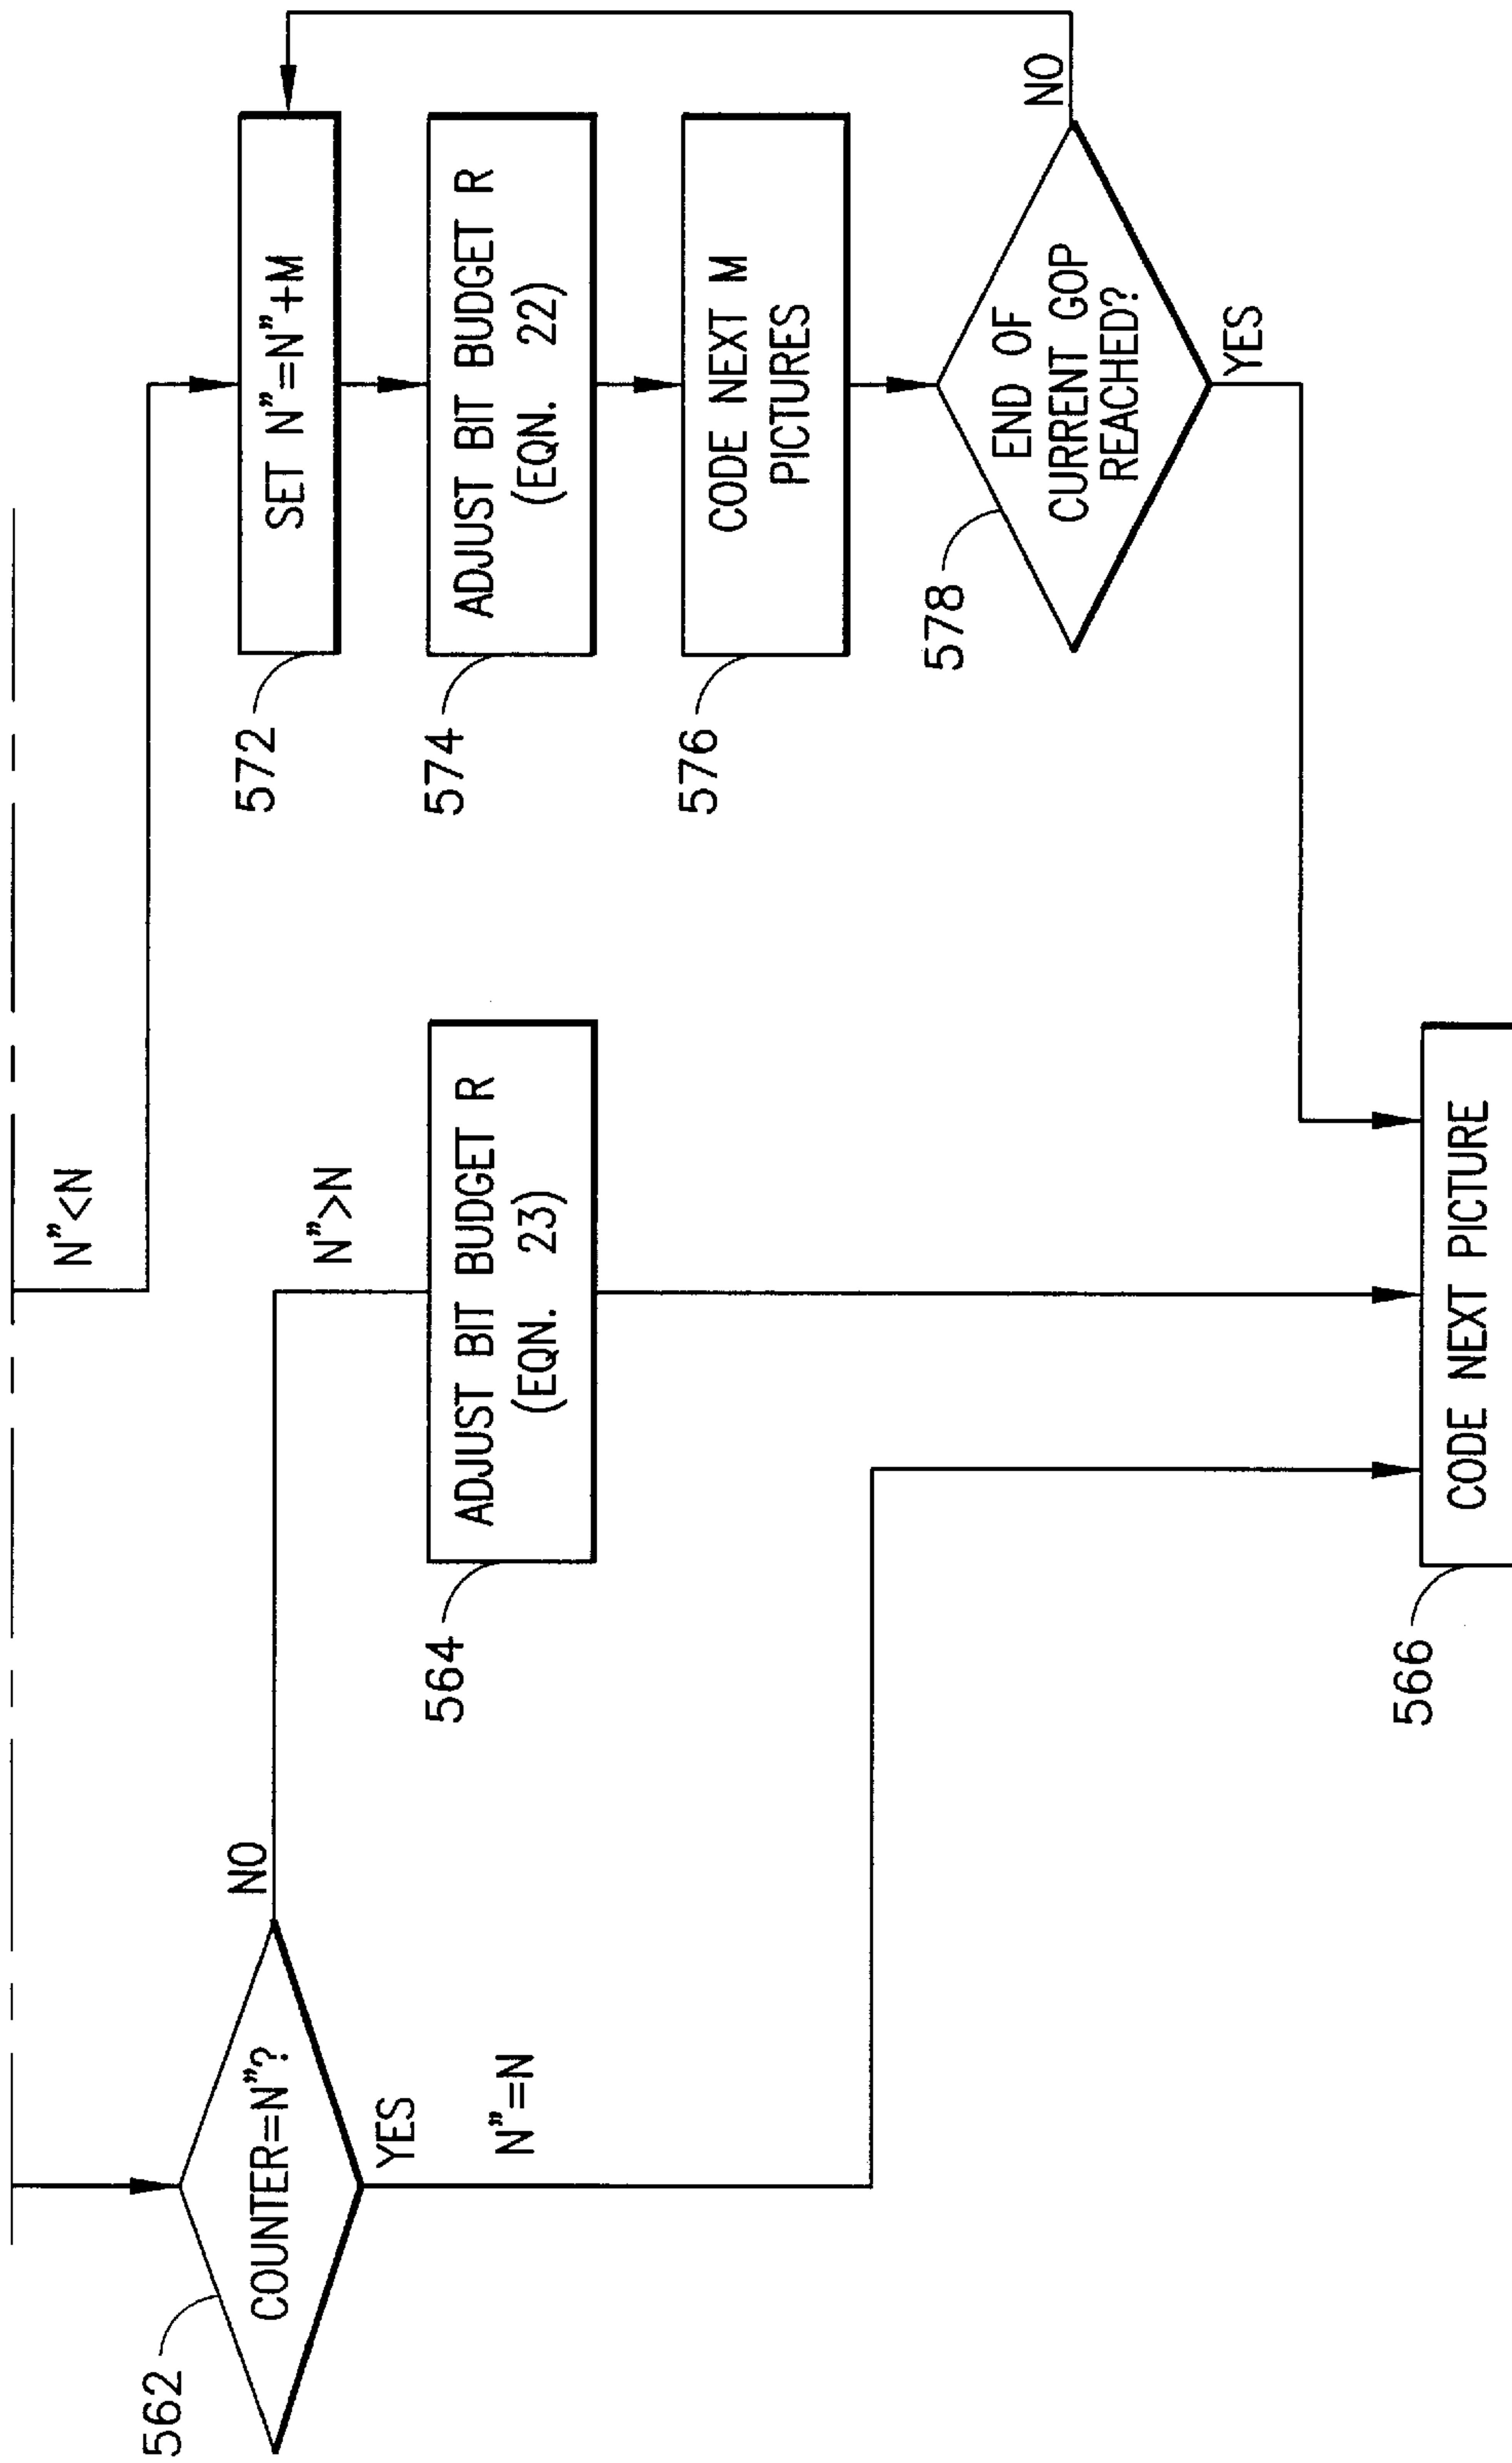 N"<N
562
COUNTER=N"?
NO
YES
N"=N
N">N
564
ADJUST BIT BUDGET R
(EQN. 23)
572
SET N"=N"+M
574
ADJUST BIT BUDGET R
(EQN. 22)
576
CODE NEXT M
PICTURES
578
END OF
CURRENT GOP
REACHED?
NO
YES
566
CODE NEXT PICTURE